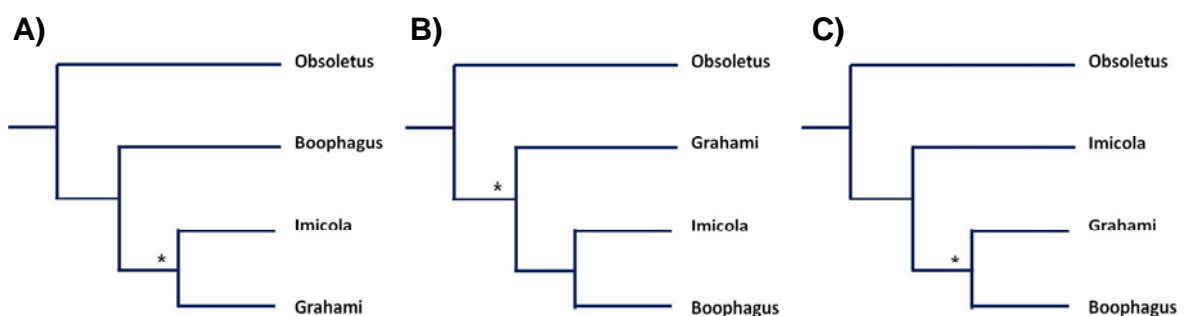 A)
Obsoletus
Boophagus
Imicola
*
Grahami
B)
Obsoletus
Grahami
*
Imicola
Boophagus
C)
Obsoletus
Imicola
Grahami
*
Boophagus